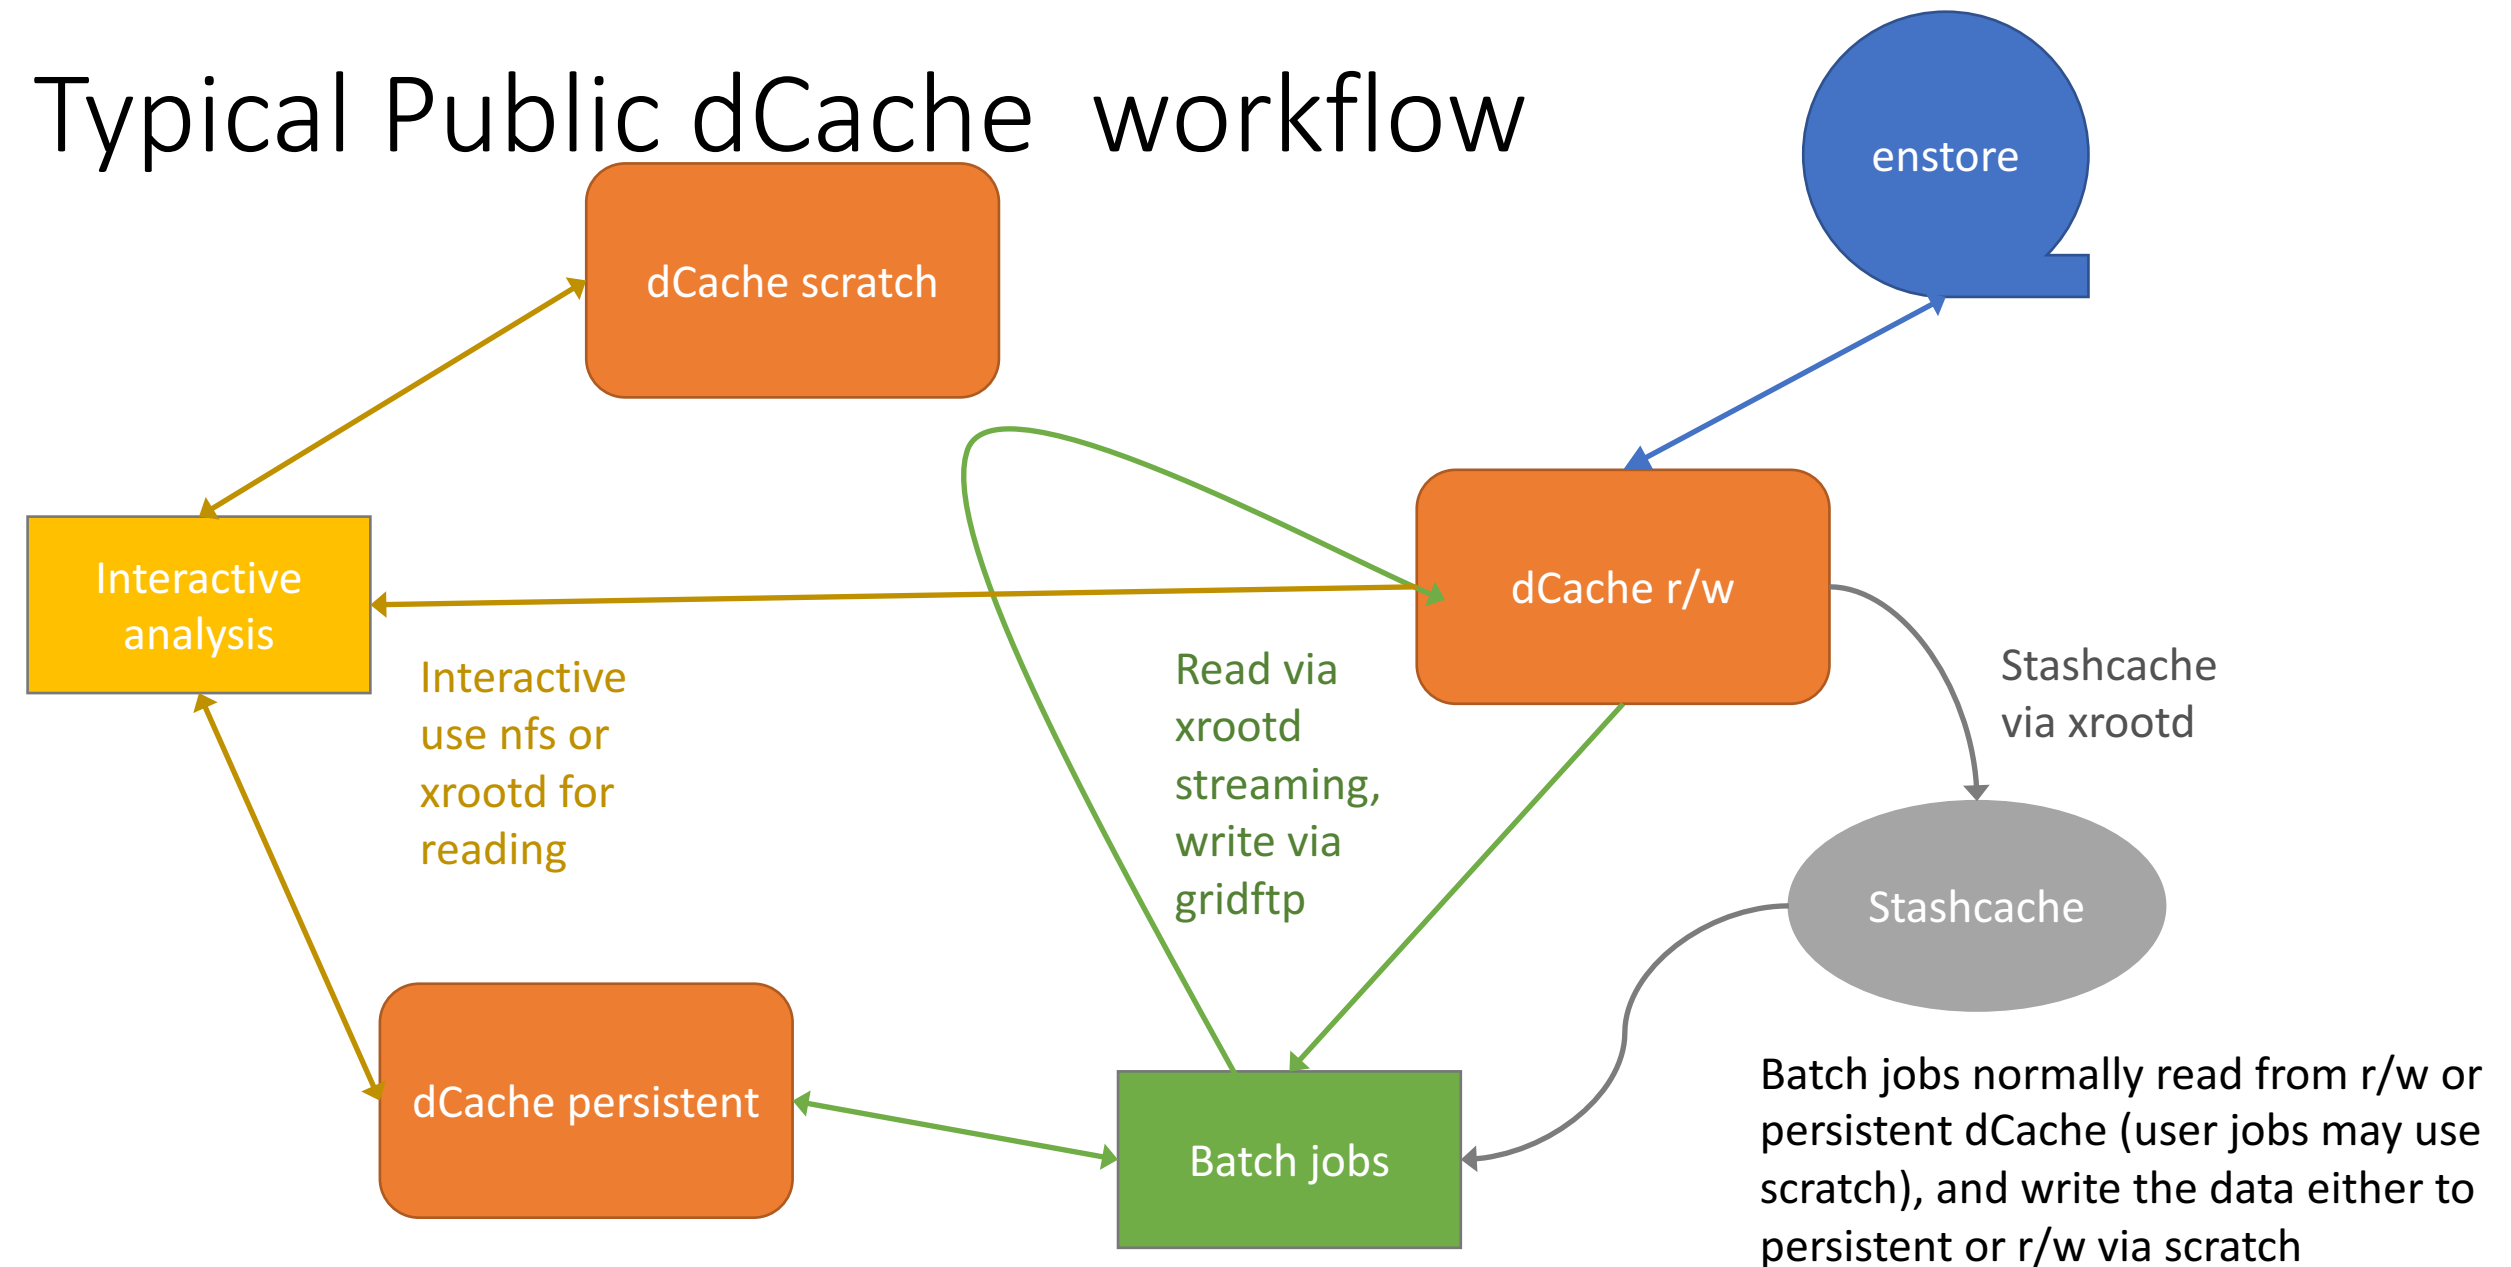 Typical Public dCache workflow
enstore
dCache scratch
Interactive
analysis
dCache r/w
Interactive
use nfs or
xrootd for
reading
Read via
xrootd
streaming,
write via
gridftp
Stashcache
via xrootd
Stashcache
dCache persistent
Batch jobs
Batch jobs normally read from r/w or
persistent dCache (user jobs may use
scratch), and write the data either to
persistent or r/w via scratch